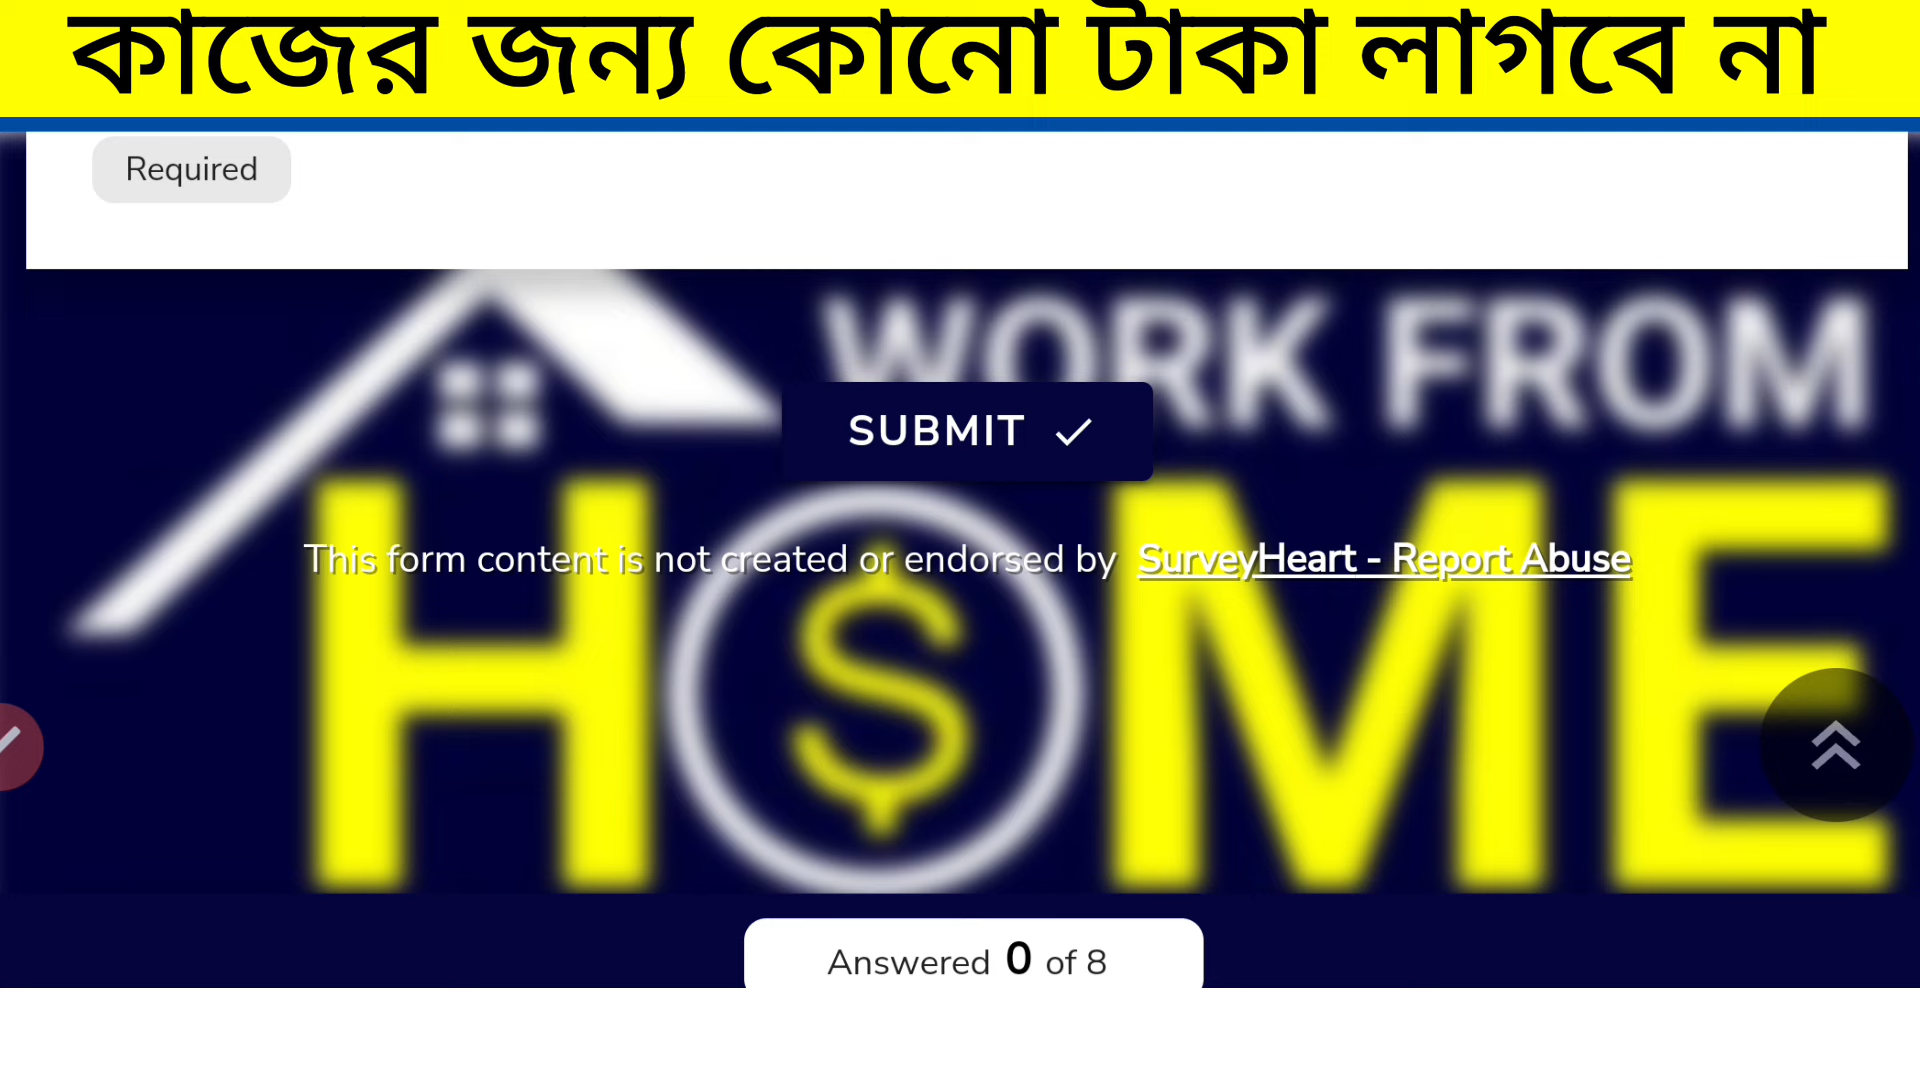 কাজের জন্য কোনো টাকা লাগবে না
Required
WORK FROM
SUBMIT
This form content is not created or endorsed by SurveyHeart - Report Abuse
H$ME
Answered 0 of 8